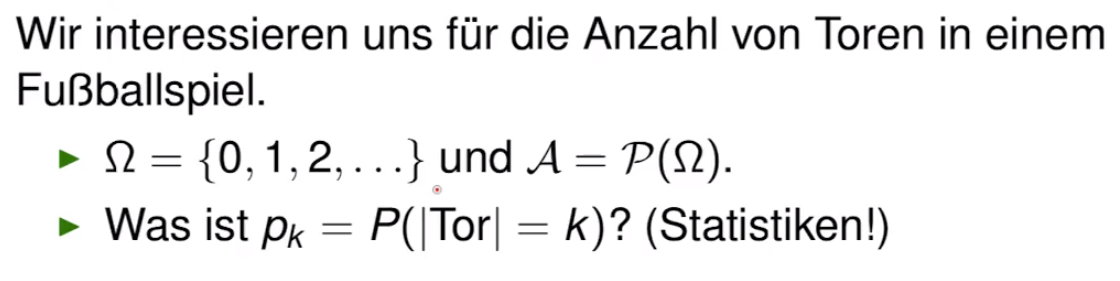 Wir interessieren uns für die Anzahl von Toren in einem
Fußballspiel.
▶ Ω = {0, 1, 2, . . .} und 𝒜 = 𝒫(Ω).
▶ Was ist pₖ = P(|Tor| = k)? (Statistiken!)